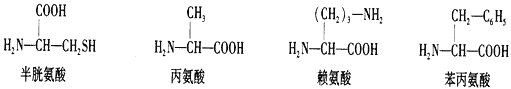 COOH
H₂N—CH—CH₂SH
半胱氨酸
CH₃
H₂N—CH—COOH
丙氨酸
(CH₂)₃—NH₂
H₂N—CH—COOH
赖氨酸
CH₂—C₆H₅
H₂N—CH—COOH
苯丙氨酸